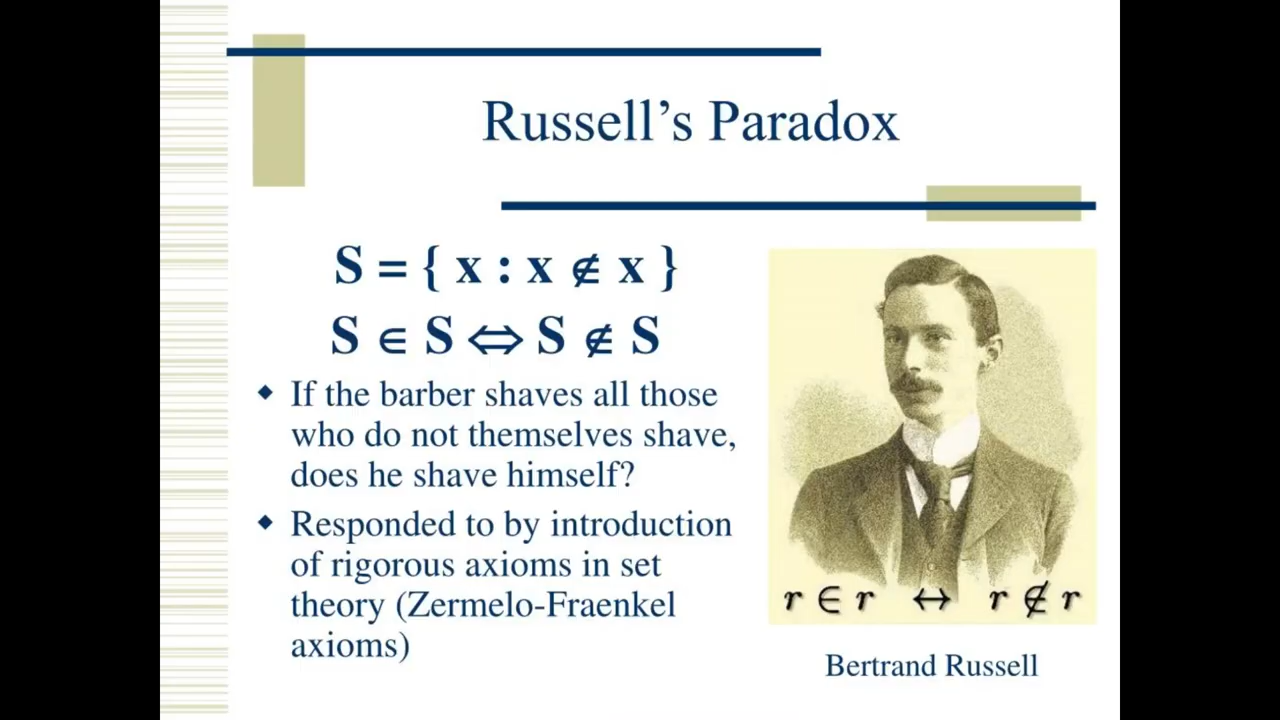 Russell’s Paradox
S = { x : x ∉ x }
S ∈ S ⇔ S ∉ S
◆ If the barber shaves all those
who do not themselves shave,
does he shave himself?
◆ Responded to by introduction
of rigorous axioms in set
theory (Zermelo-Fraenkel
axioms)
r ∈ r ↔ r ∉ r
Bertrand Russell